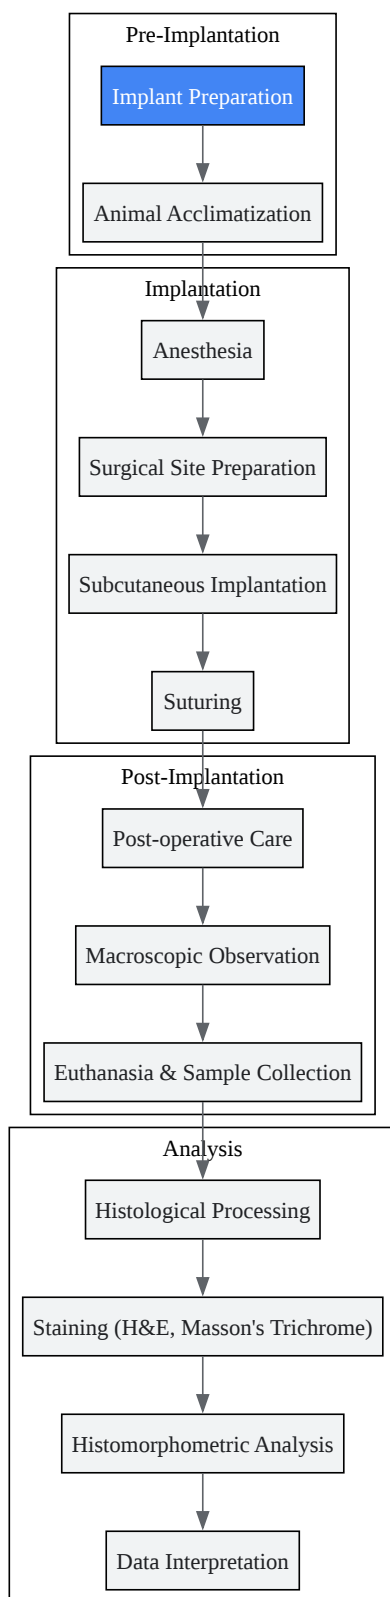 Pre-Implantation
Implant Preparation
Animal Acclimatization
Implantation
Anesthesia
Surgical Site Preparation
Subcutaneous Implantation
Suturing
Post-Implantation
Post-operative Care
Macroscopic Observation
Euthanasia & Sample Collection
Analysis
Histological Processing
Staining (H&E, Masson's Trichrome)
Histomorphometric Analysis
Data Interpretation